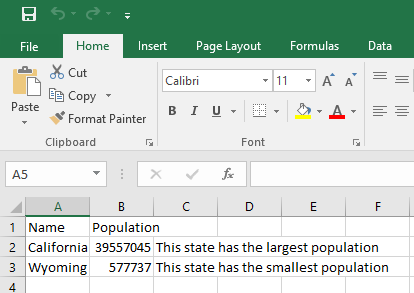 File Home Insert Page Layout Formulas Data
Cut
Calibri 11 A A
Copy
Paste
Format Painter
B I U A
Clipboard Font
A5 fx
A B C D E F
1 Name Population
2 California 39557045 This state has the largest population
3 Wyoming 577737 This state has the smallest population
4